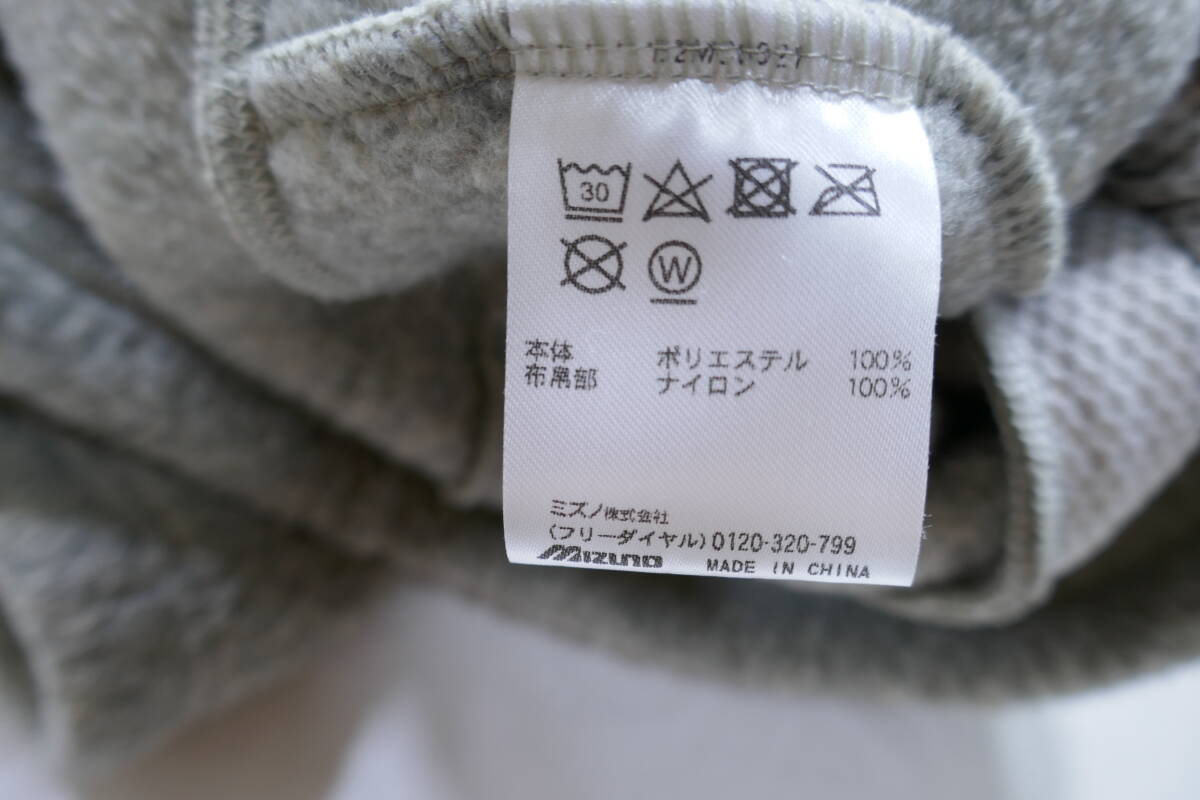 30
W
本体 ポリエステル 100%
布帛部 ナイロン 100%
ミズノ株式会社
(フリーダイヤル)0120-320-799
Mizuno MADE IN CHINA